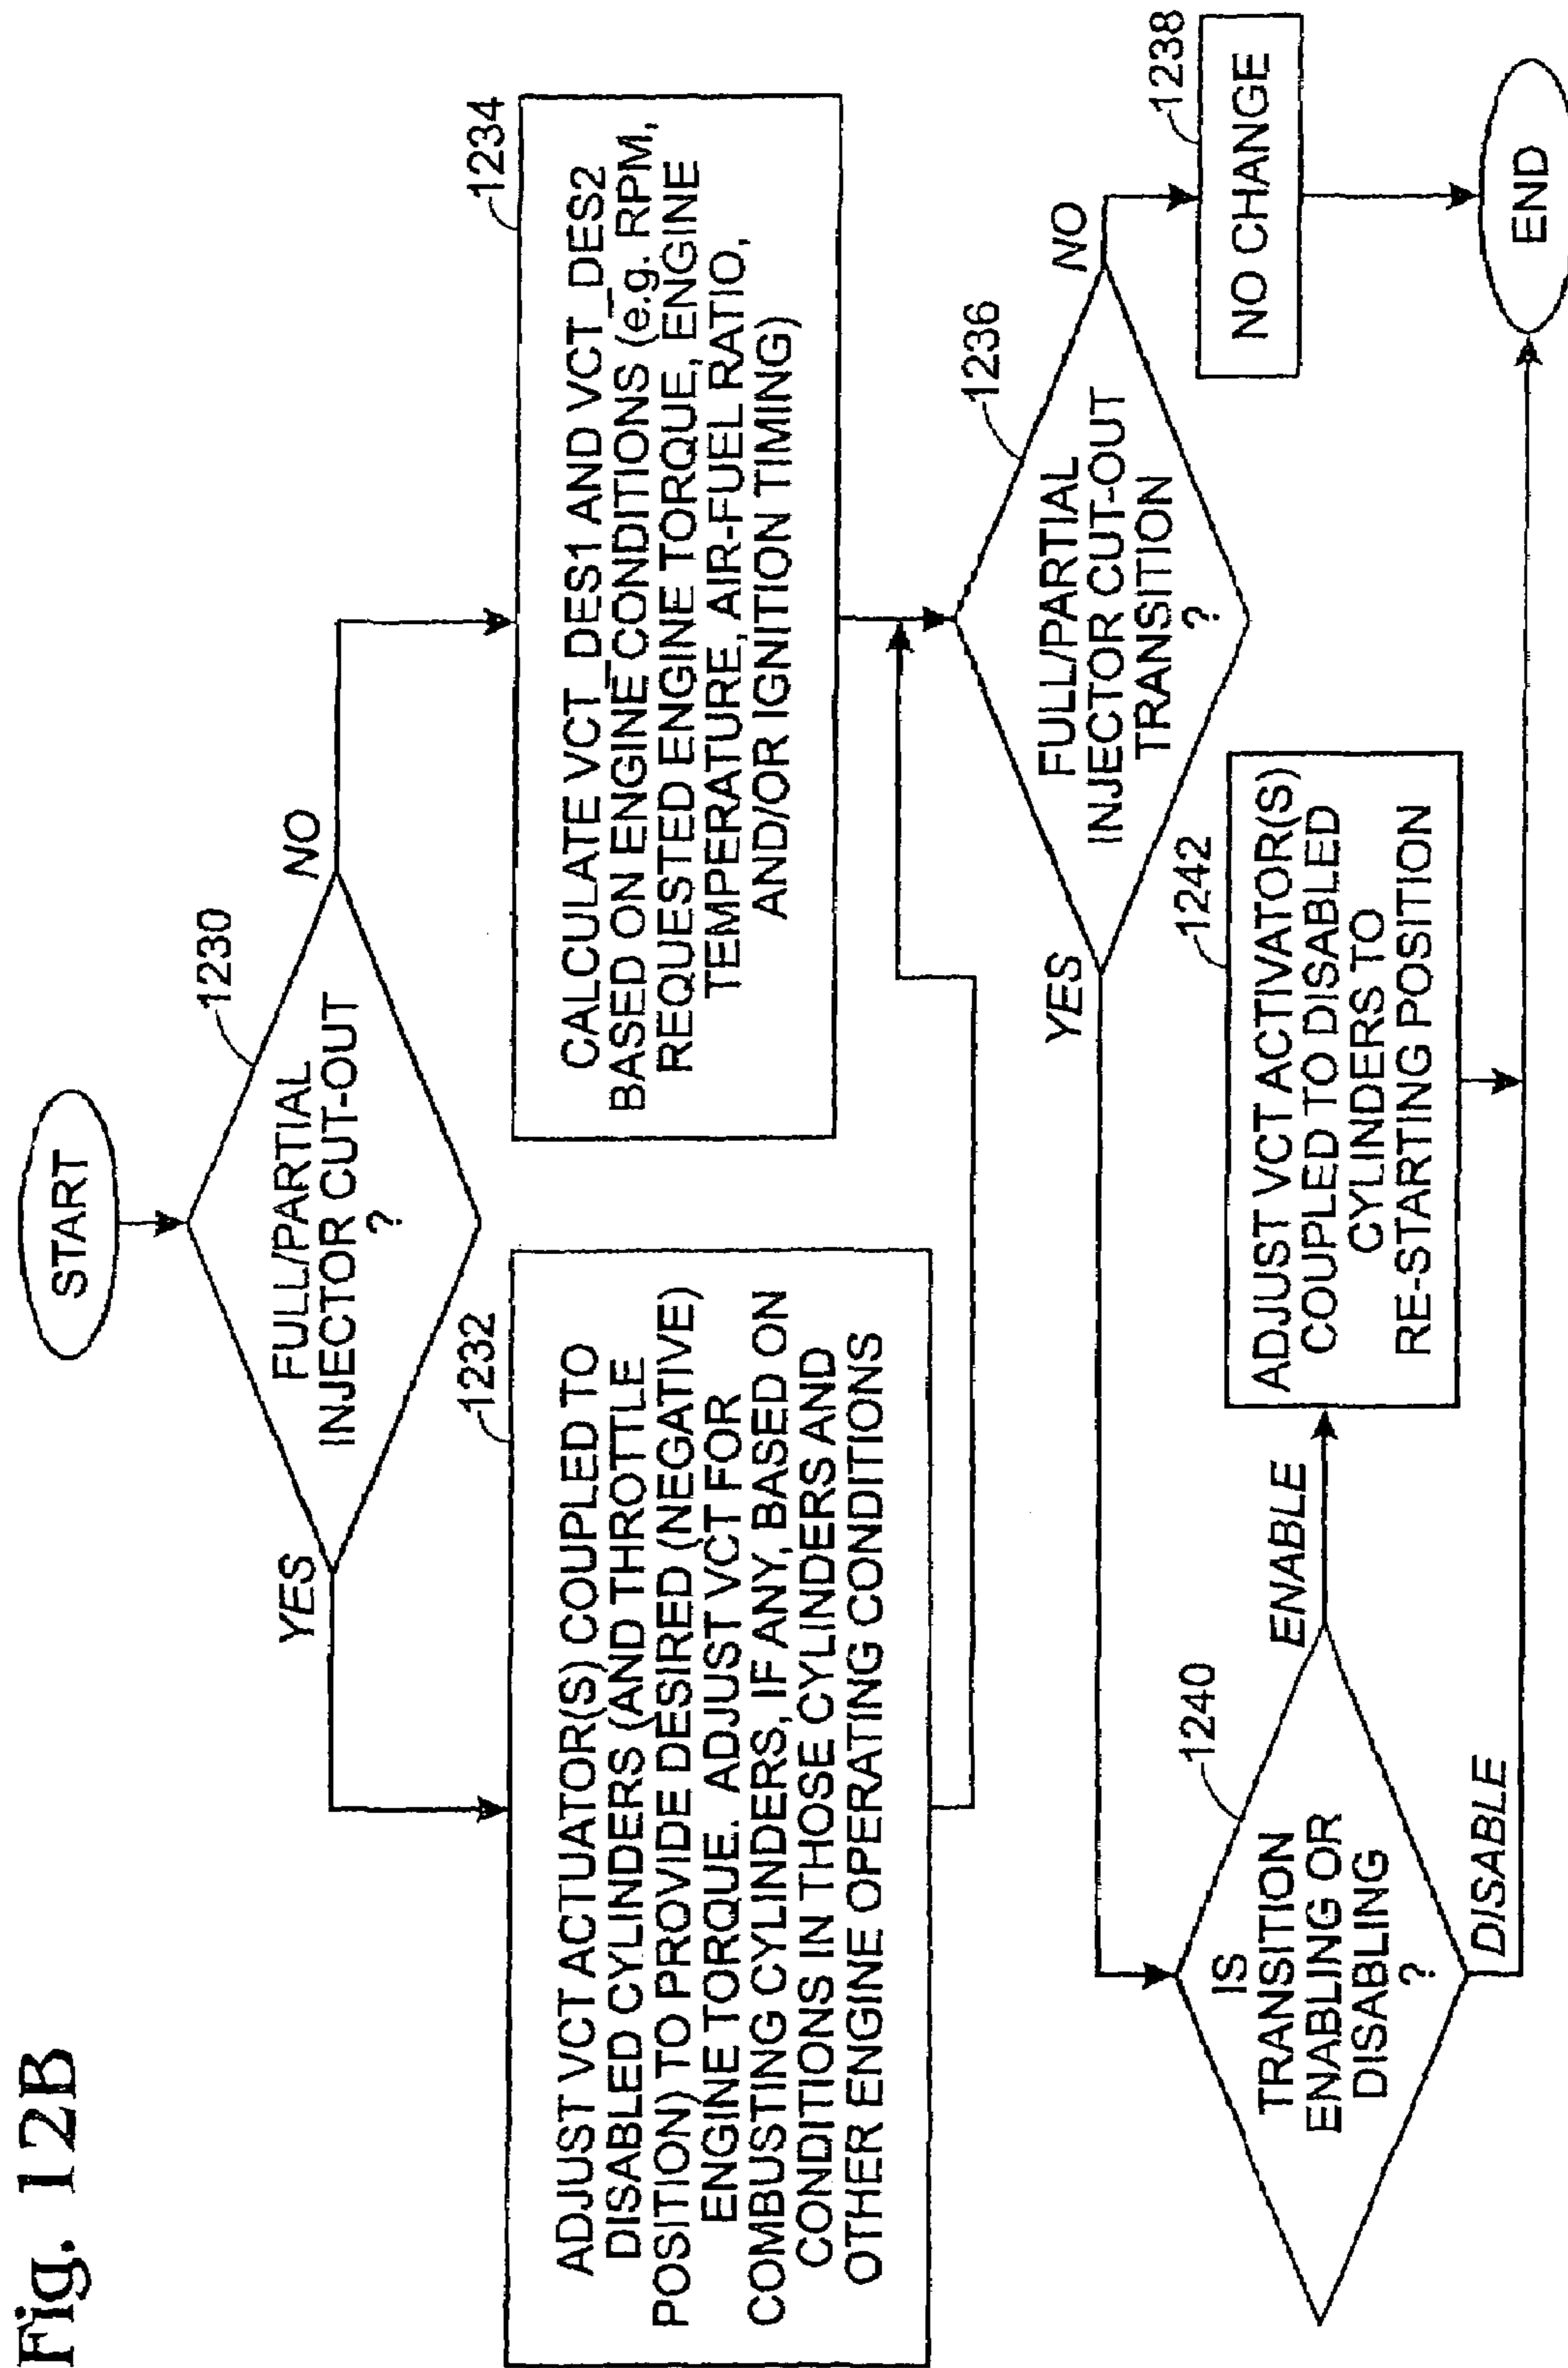 Fig. 12B
START
FULL/PARTIAL
INJECTOR CUT-OUT
?
1230
YES
NO
1232
ADJUST VCT ACTUATOR(S) COUPLED TO
DISABLED CYLINDERS (AND THROTTLE
POSITION) TO PROVIDE DESIRED (NEGATIVE)
ENGINE TORQUE. ADJUST VCT FOR
COMBUSTING CYLINDERS, IF ANY, BASED ON
CONDITIONS IN THOSE CYLINDERS AND
OTHER ENGINE OPERATING CONDITIONS
1234
CALCULATE VCT_DES1 AND VCT_DES2
BASED ON ENGINE CONDITIONS (e.g. RPM,
REQUESTED ENGINE TORQUE, ENGINE
TEMPERATURE, AIR-FUEL RATIO,
AND/OR IGNITION TIMING)
1236
FULL/PARTIAL
INJECTOR CUT-OUT
TRANSITION
?
YES
NO
1238
NO CHANGE
1240
IS
TRANSITION
ENABLING OR
DISABLING
?
ENABLE
DISABLE
1242
ADJUST VCT ACTIVATOR(S)
COUPLED TO DISABLED
CYLINDERS TO
RE-STARTING POSITION
END